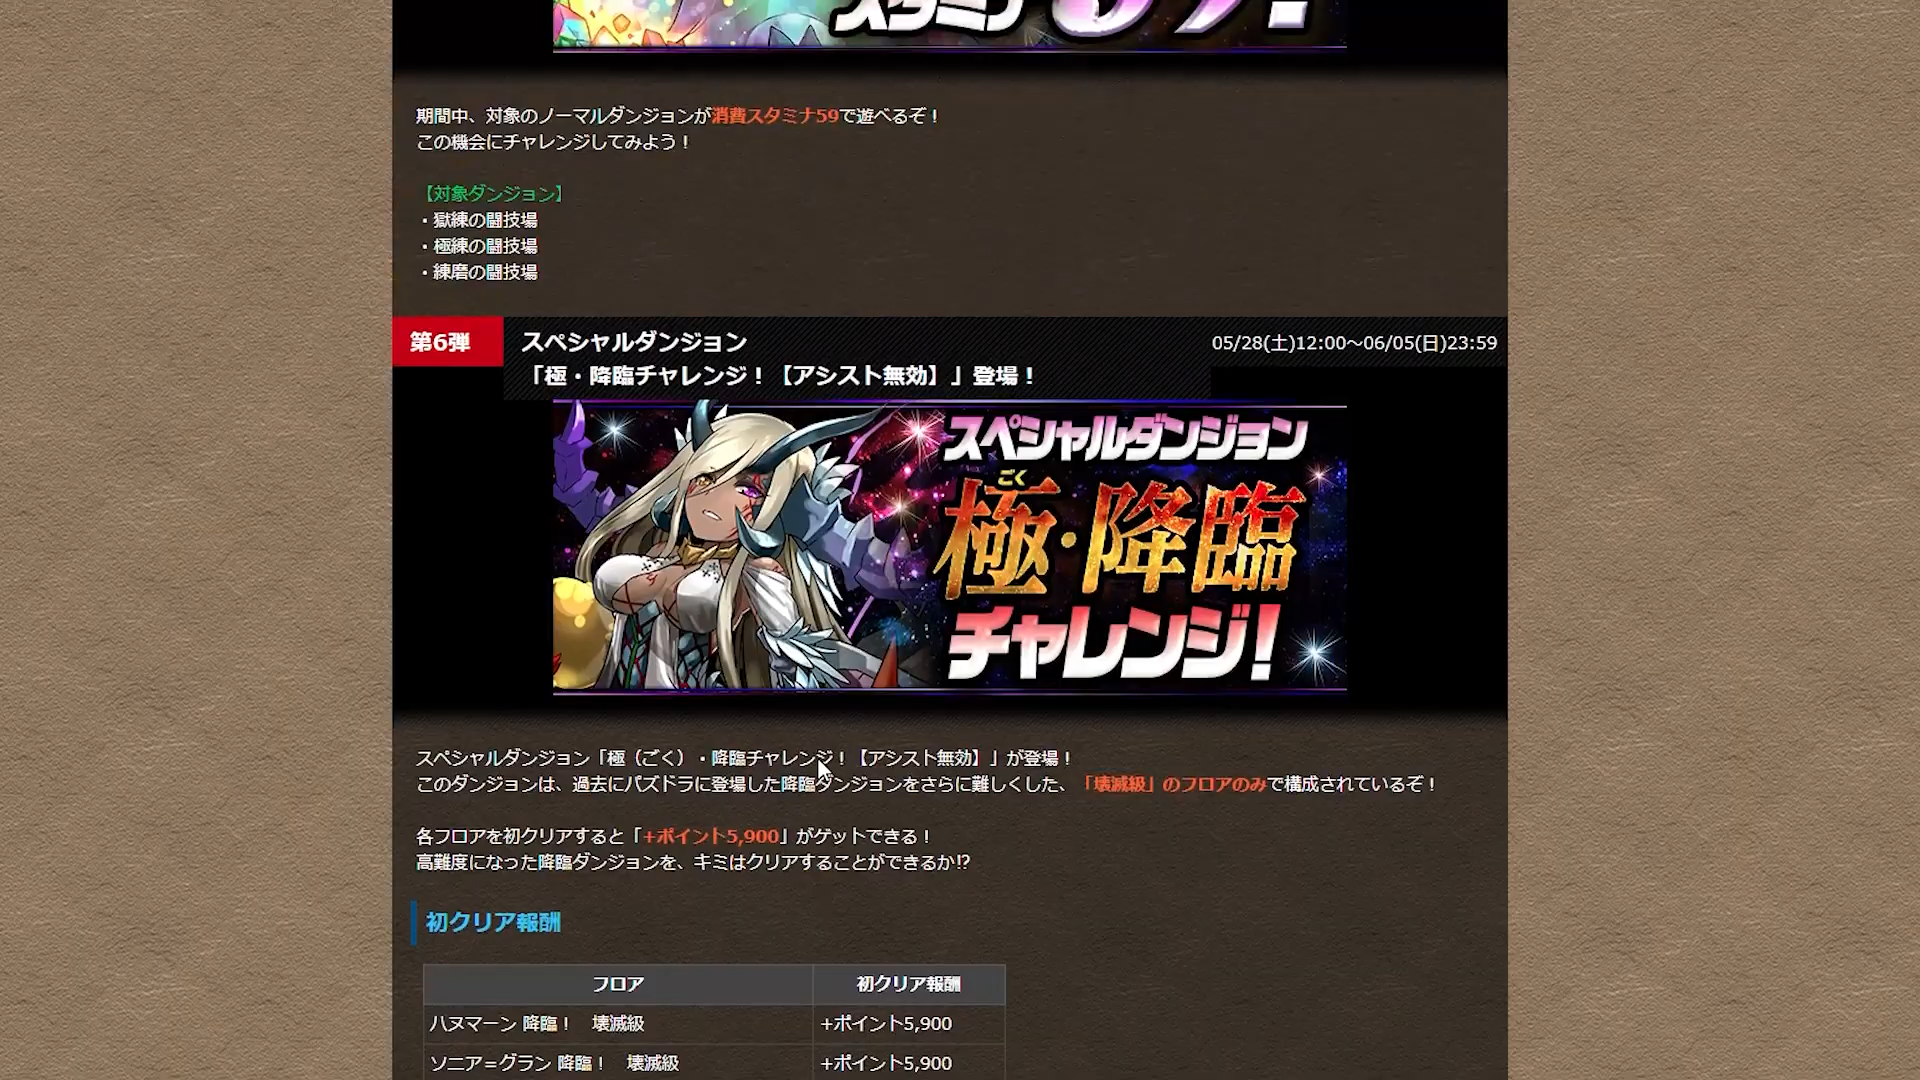 スタミナ59!
期間中、対象のノーマルダンジョンが消費スタミナ59で遊べるぞ！
この機会にチャレンジしてみよう！
【対象ダンジョン】
・獄練の闘技場
・極練の闘技場
・練磨の闘技場
第6弾
スペシャルダンジョン
05/28(土)12:00～06/05(日)23:59
「極・降臨チャレンジ！【アシスト無効】」登場！
スペシャルダンジョン
ごく
極・降臨
チャレンジ!
スペシャルダンジョン「極（ごく）・降臨チャレンジ！【アシスト無効】」が登場！
このダンジョンは、過去にパズドラに登場した降臨ダンジョンをさらに難しくした、「壊滅級」のフロアのみで構成されているぞ！
各フロアを初クリアすると「+ポイント5,900」がゲットできる！
高難度になった降臨ダンジョンを、キミはクリアすることができるか!?
初クリア報酬
フロア 初クリア報酬
ハヌマーン 降臨！　壊滅級 +ポイント5,900
ソニア＝グラン 降臨！　壊滅級 +ポイント5,900